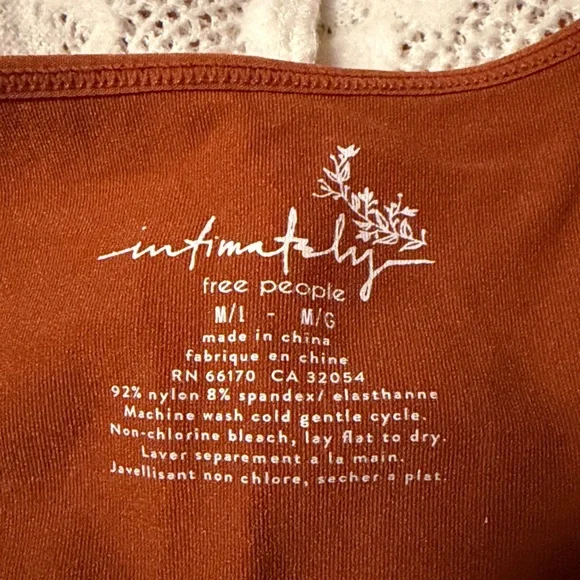 intimately
free people
M/L - M/G
made in china
fabrique en chine
RN 66170 CA 32054
92% nylon 8% spandex/ elasthanne
Machine wash cold gentle cycle.
Non-chlorine bleach, lay flat to dry.
Laver separement a la main.
Javellisant non chlore, secher a plat.